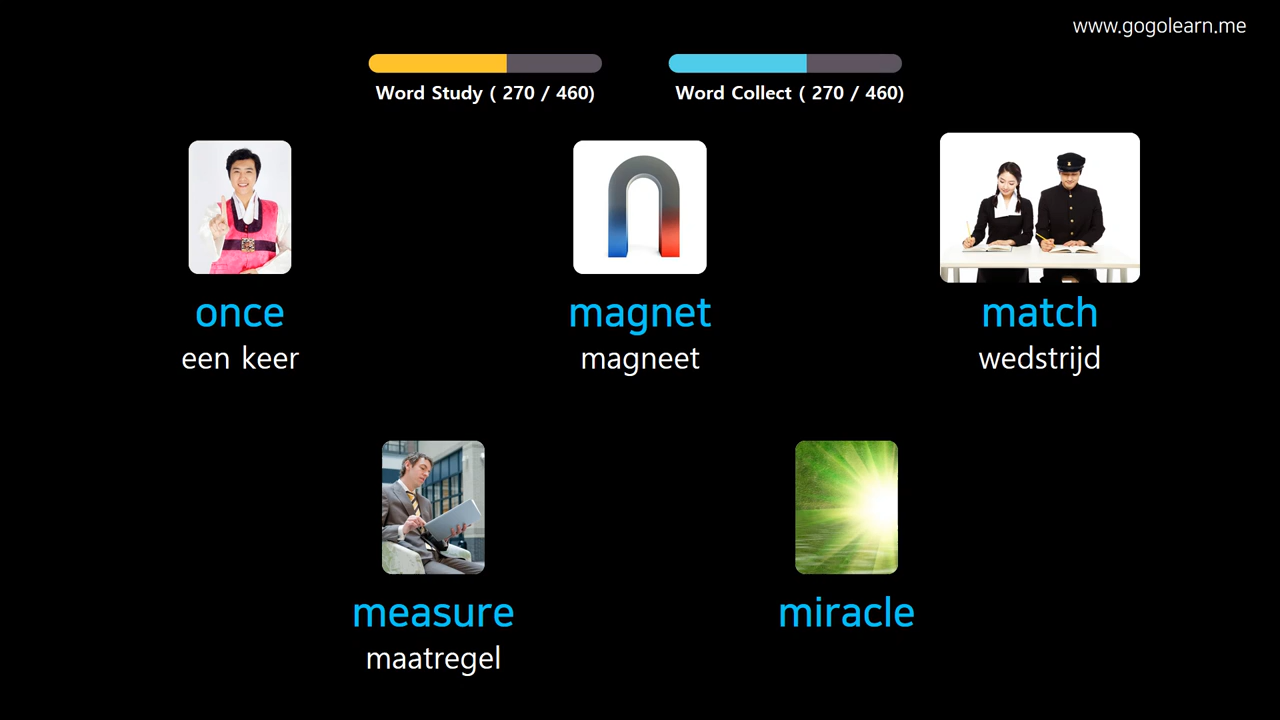 www.gogolearn.me
Word Study ( 270 / 460)
Word Collect ( 270 / 460)
once
een keer
magnet
magneet
match
wedstrijd
measure
maatregel
miracle